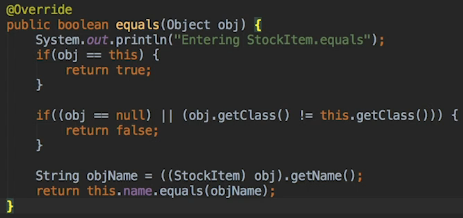 @Override
public boolean equals(Object obj) {
System.out.println("Entering StockItem.equals");
if(obj == this) {
return true;
}
if((obj == null) || (obj.getClass() != this.getClass())) {
return false;
}
String objName = ((StockItem) obj).getName();
return this.name.equals(objName);
}